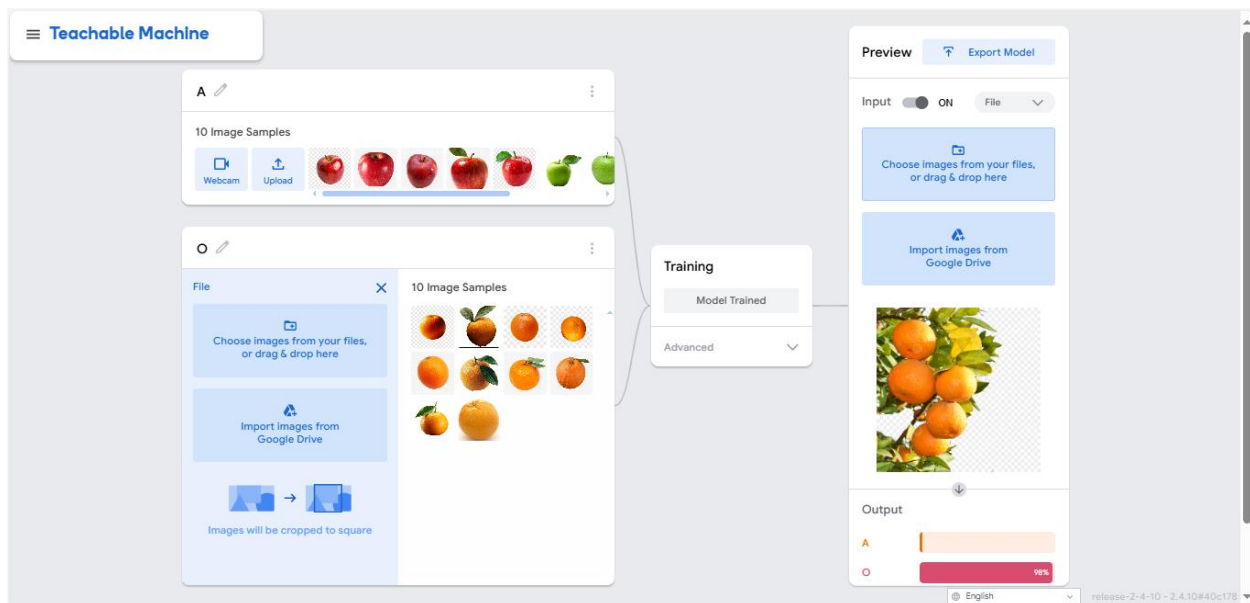 Teachable Machine
A
10 Image Samples
Webcam
Upload
O
File
Choose images from your files,
or drag & drop here
Import images from
Google Drive
Images will be cropped to square
10 Image Samples
Training
Model Trained
Advanced
Preview
Export Model
Input
ON
File
Choose images from your files,
or drag & drop here
Import images from
Google Drive
Output
A
O
98%
English
release-2-4-10 - 2.4.10#40c178